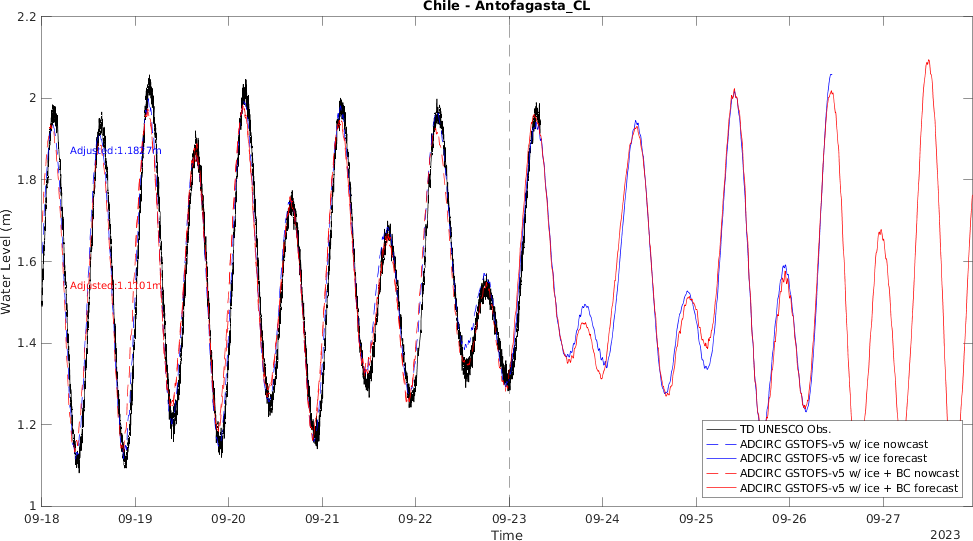 Chile - Antofagasta_CL
2.2
2
1.8
1.6
1.4
1.2
1
Water Level (m)
Adjusted:1.1827m
Adjusted:1.1101m
TD UNESCO Obs.
ADCIRC GSTOFS-v5 w/ ice nowcast
ADCIRC GSTOFS-v5 w/ ice forecast
ADCIRC GSTOFS-v5 w/ ice + BC nowcast
ADCIRC GSTOFS-v5 w/ ice + BC forecast
09-18 09-19 09-20 09-21 09-22 09-23 09-24 09-25 09-26 09-27
Time
2023